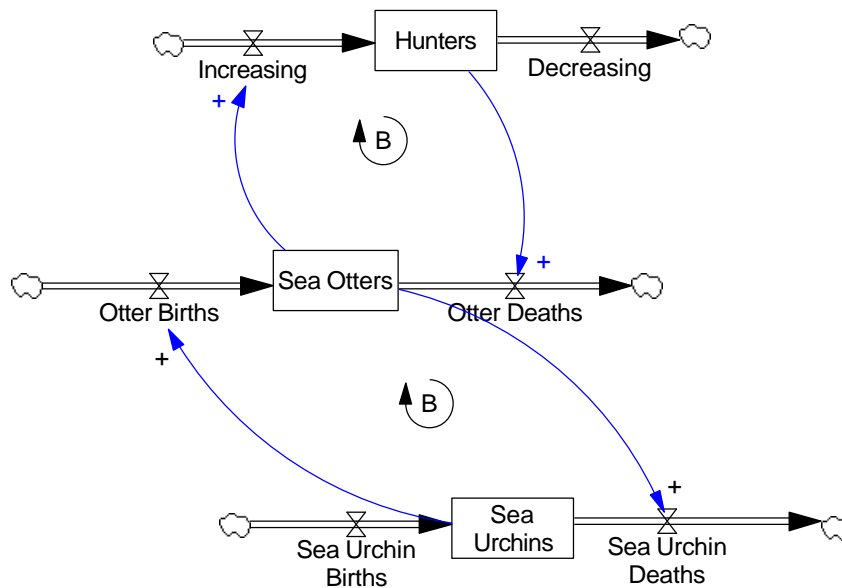 Hunters
Increasing
Decreasing
+
B
Sea Otters
+
Otter Births
Otter Deaths
+
B
+
Sea
Urchins
Sea Urchin
Births
Sea Urchin
Deaths